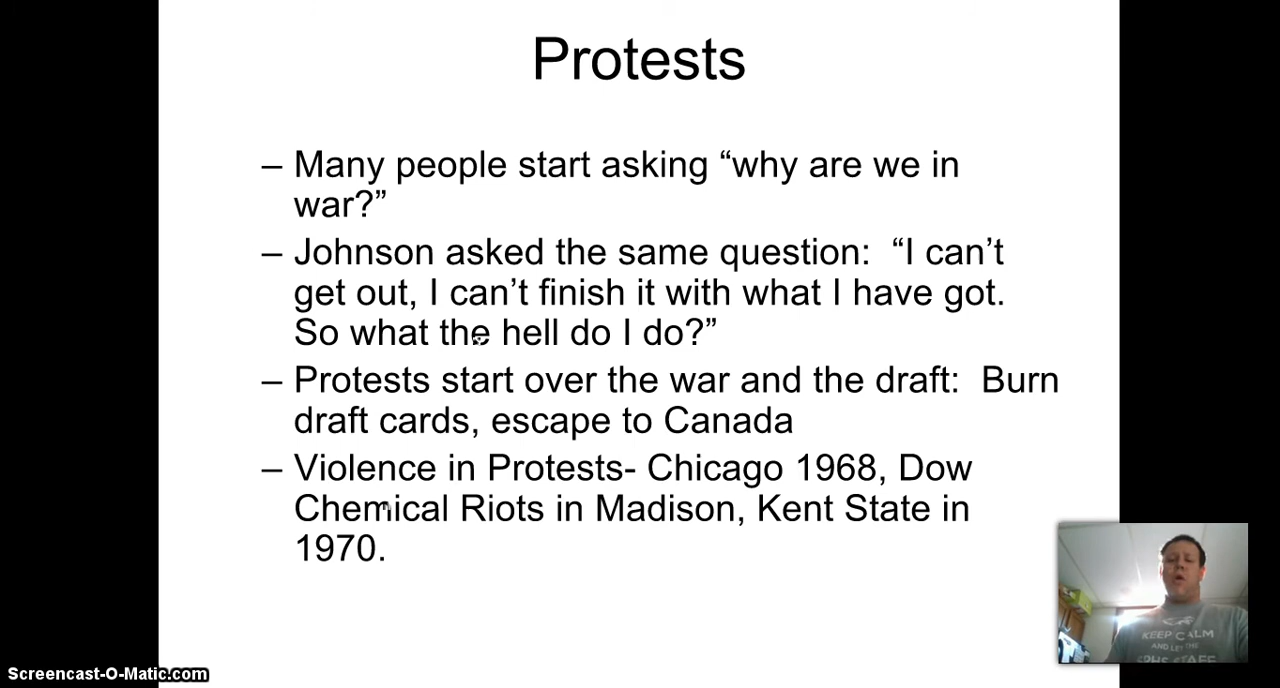 Protests
– Many people start asking “why are we in
war?”
– Johnson asked the same question:  “I can’t
get out, I can’t finish it with what I have got.
So what the hell do I do?”
– Protests start over the war and the draft:  Burn
draft cards, escape to Canada
– Violence in Protests- Chicago 1968, Dow
Chemical Riots in Madison, Kent State in
1970.
KEEP CALM
AND LET THE
SPHS STAFF
Screencast-O-Matic.com